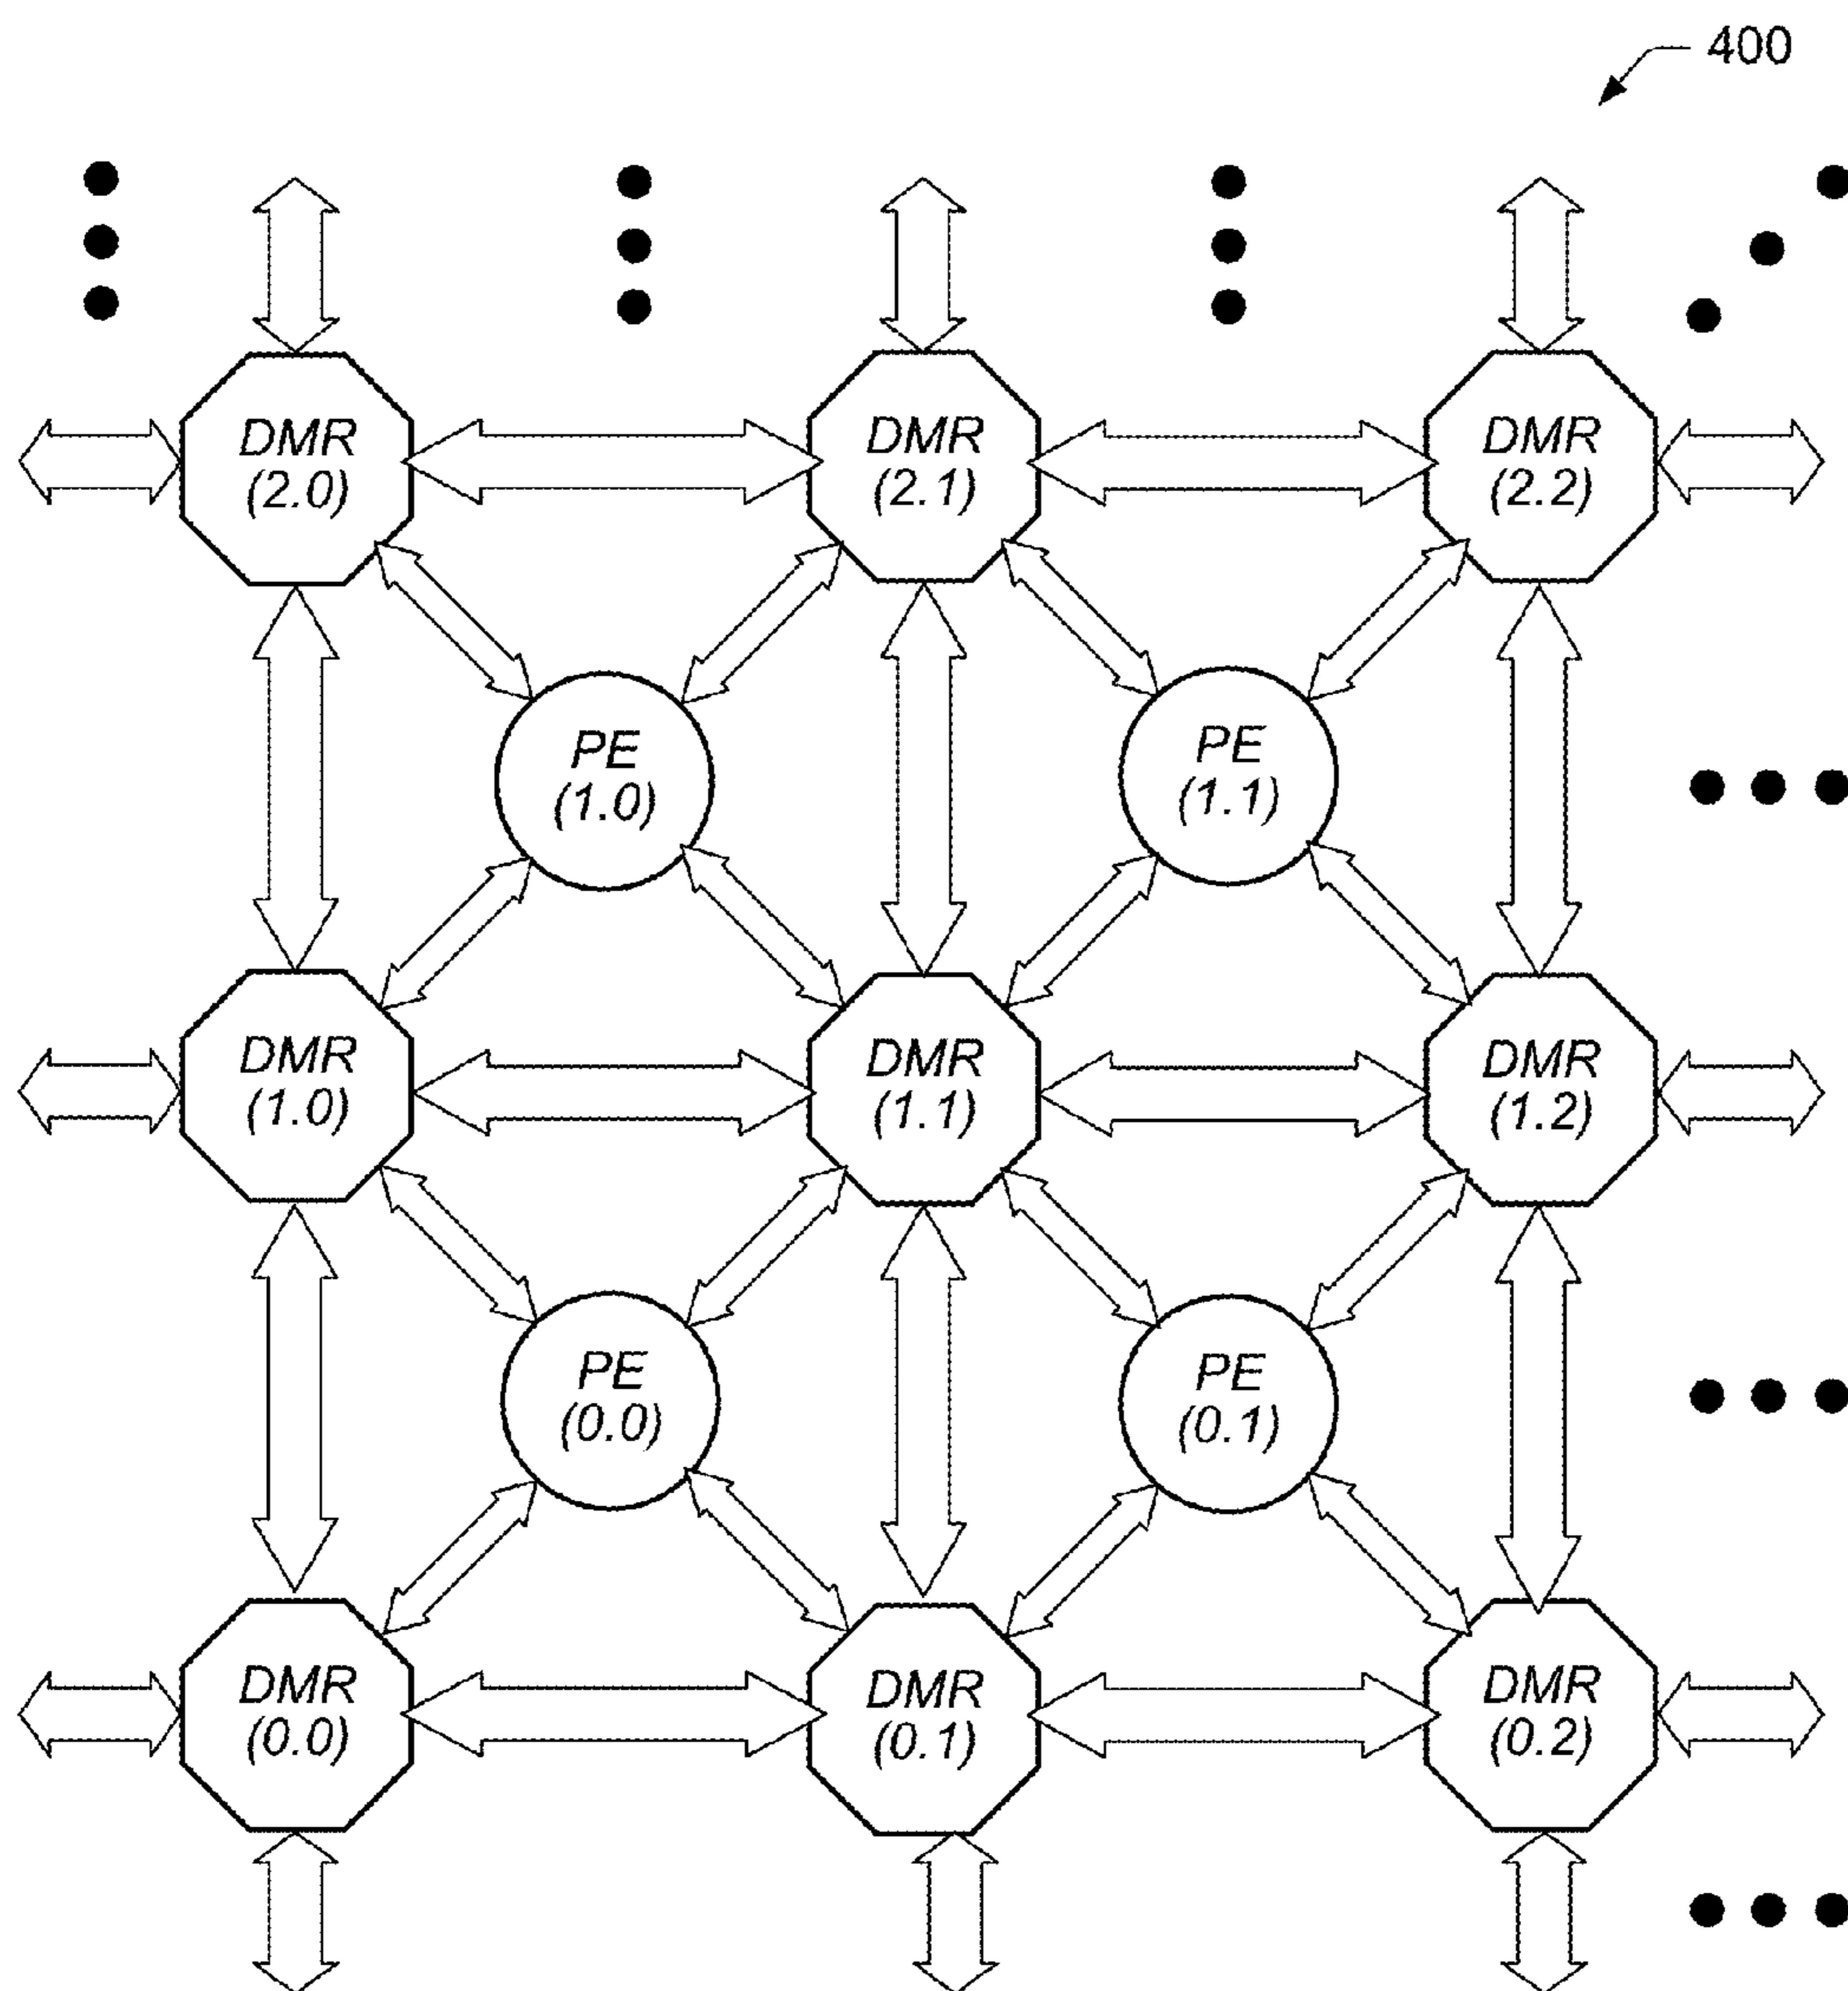 400
DMR
(2.0)
DMR
(2.1)
DMR
(2.2)
PE
(1.0)
PE
(1.1)
DMR
(1.0)
DMR
(1.1)
DMR
(1.2)
PE
(0.0)
PE
(0.1)
DMR
(0.0)
DMR
(0.1)
DMR
(0.2)